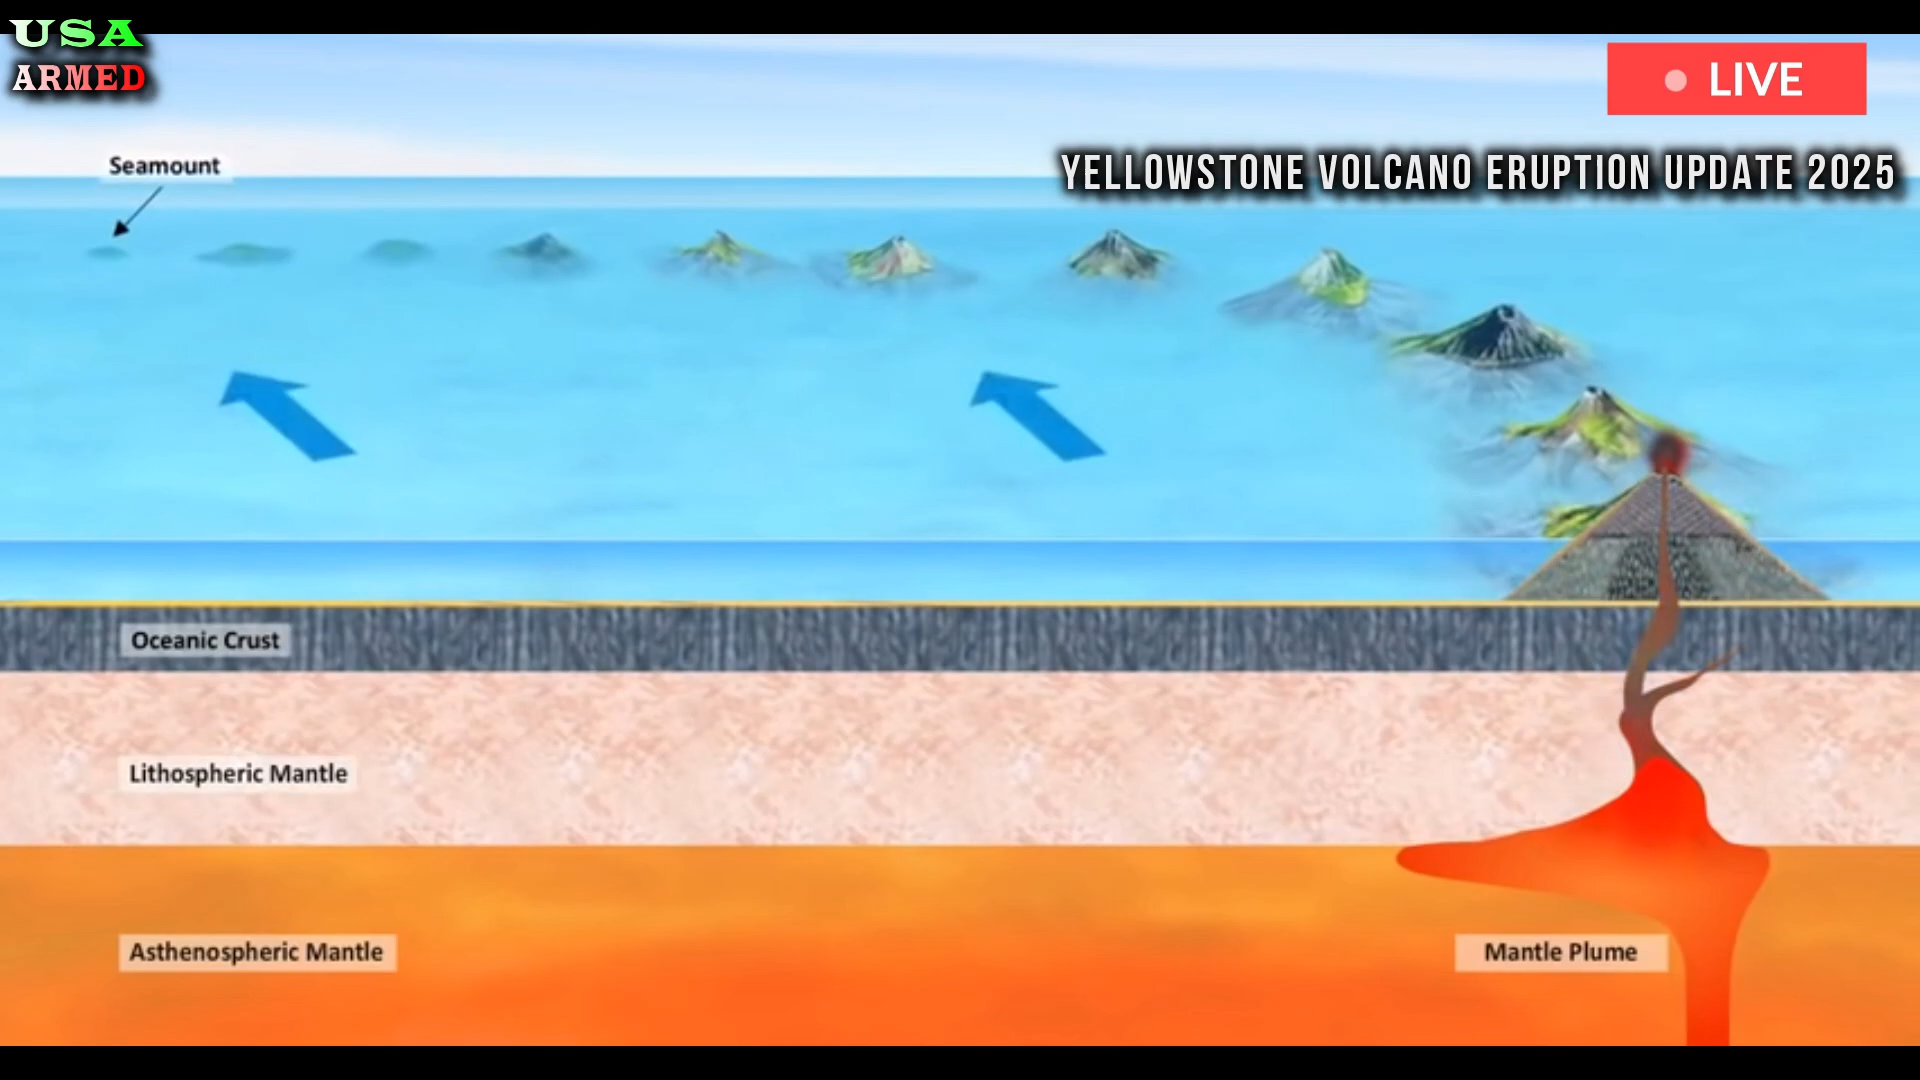 USA
ARMED
LIVE
YELLOWSTONE VOLCANO ERUPTION UPDATE 2025
Seamount
Oceanic Crust
Lithospheric Mantle
Asthenospheric Mantle
Mantle Plume